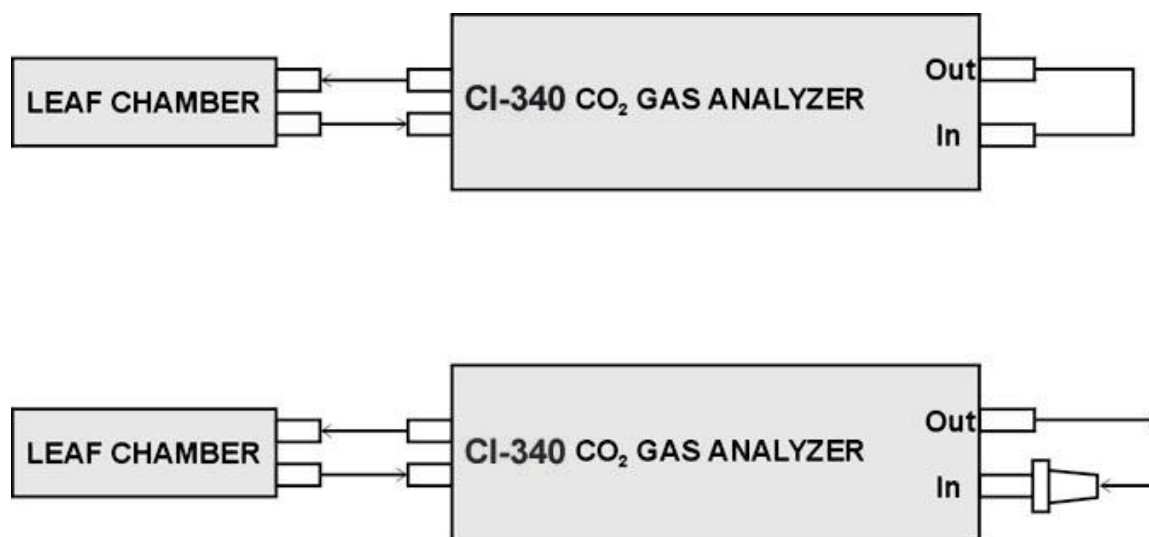 LEAF CHAMBER
CI-340 CO₂ GAS ANALYZER
Out
In
LEAF CHAMBER
CI-340 CO₂ GAS ANALYZER
Out
In